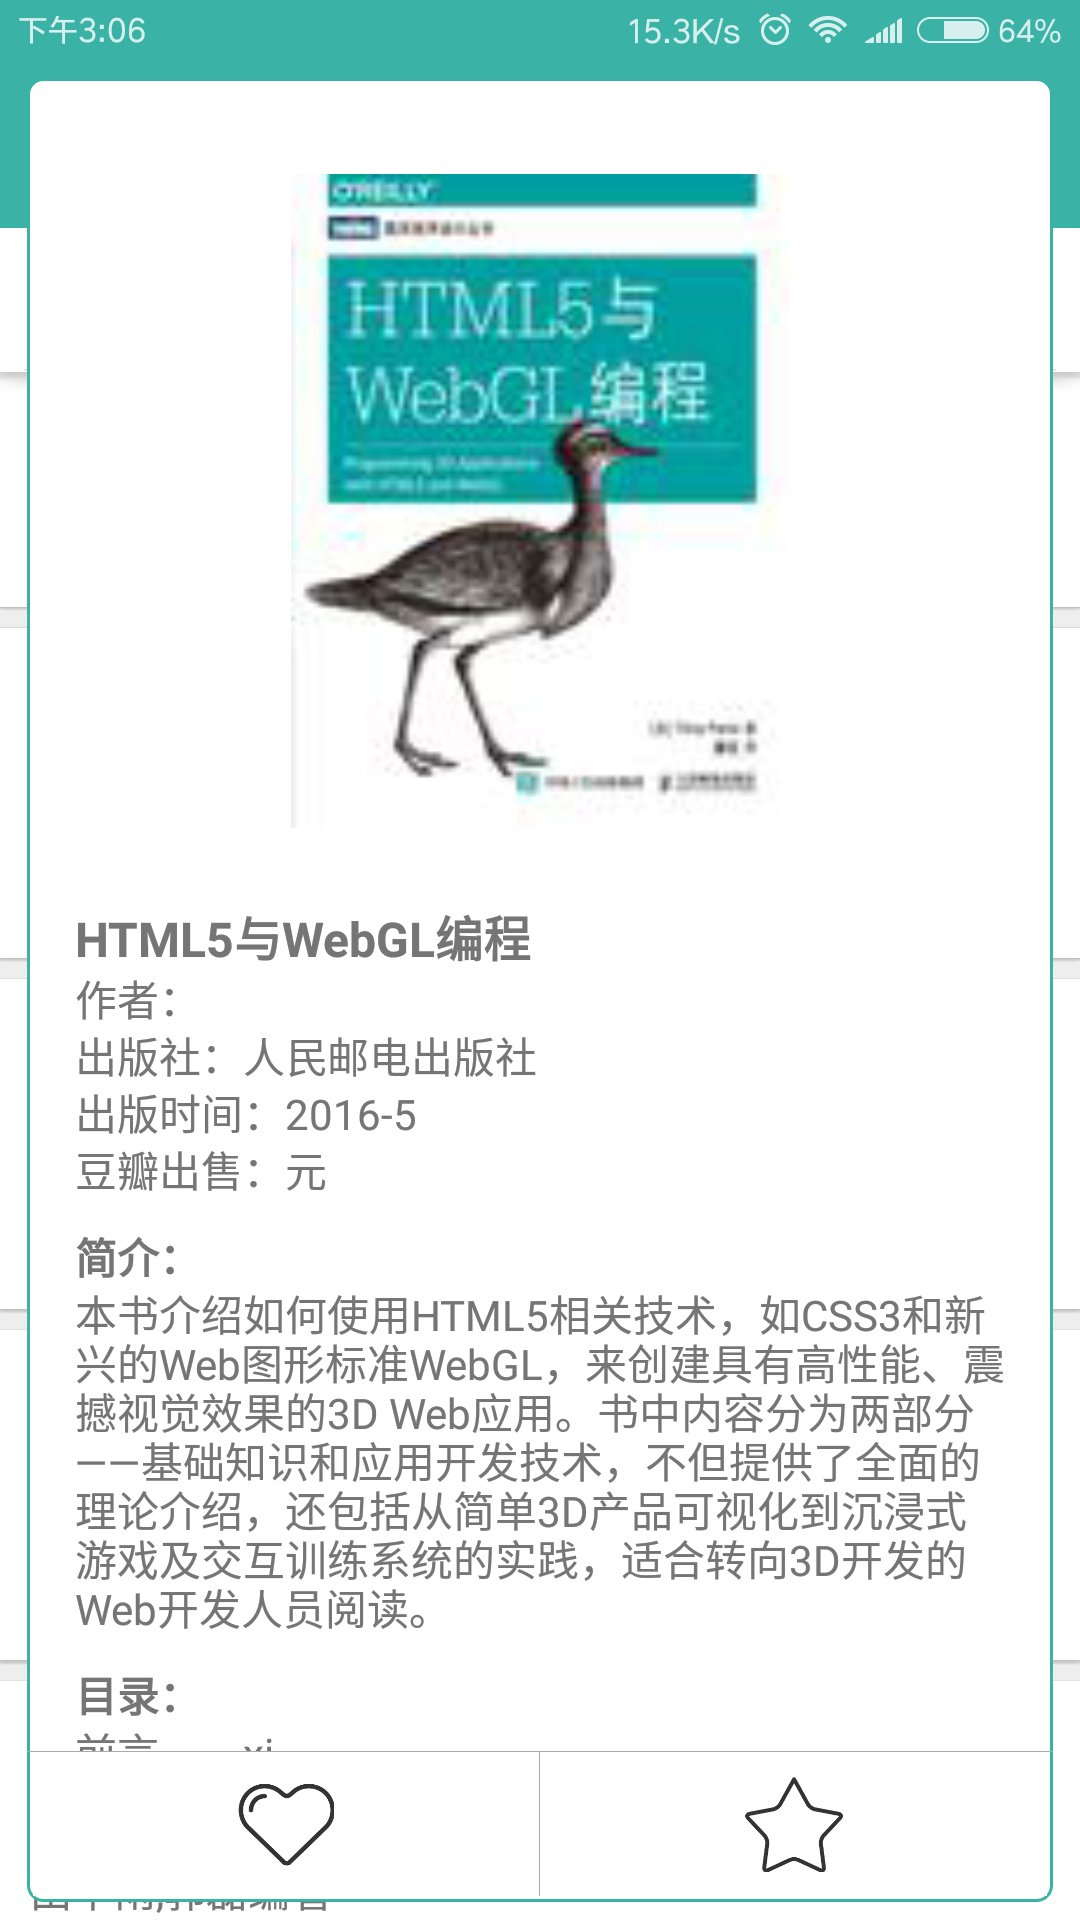 下午3:06
15.3K/s
64%
O'REILLY
HTML5与
WebGL编程
HTML5与WebGL编程
作者：
出版社：人民邮电出版社
出版时间：2016-5
豆瓣出售：元
简介：
本书介绍如何使用HTML5相关技术，如CSS3和新
兴的Web图形标准WebGL，来创建具有高性能、震
撼视觉效果的3D Web应用。书中内容分为两部分
——基础知识和应用开发技术，不但提供了全面的
理论介绍，还包括从简单3D产品可视化到沉浸式
游戏及交互训练系统的实践，适合转向3D开发的
Web开发人员阅读。
目录：
前言 xi